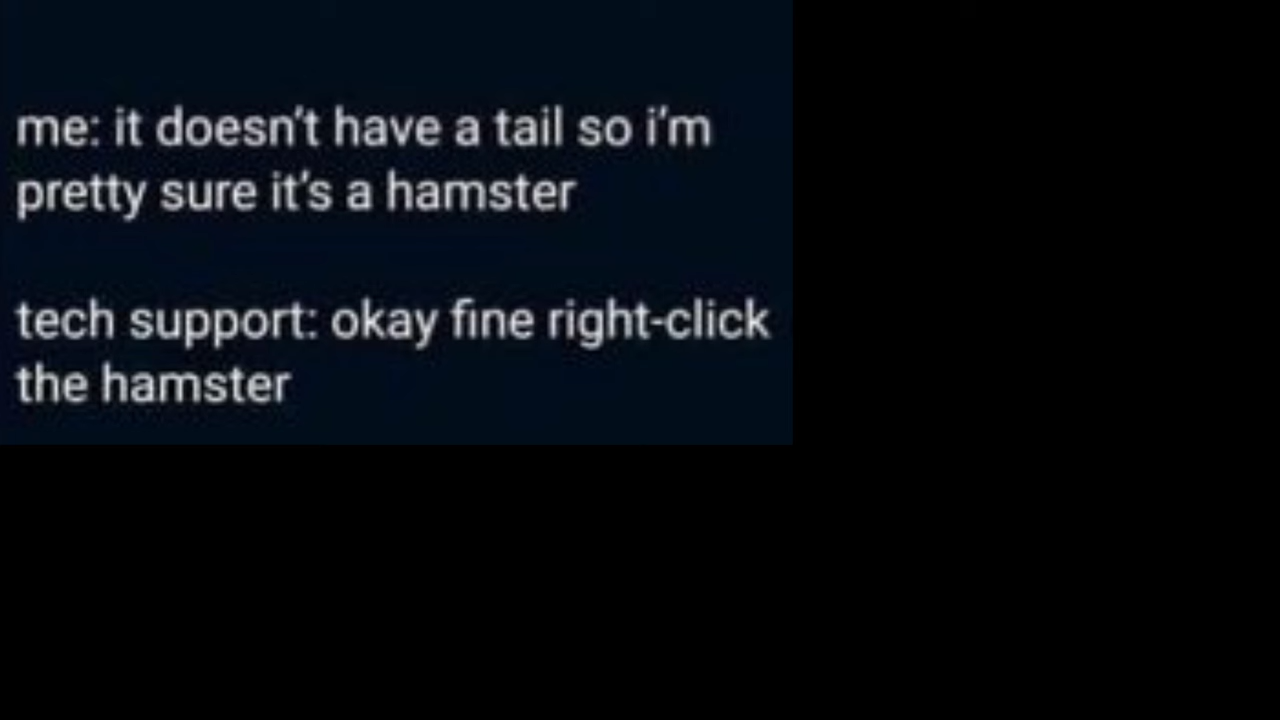 me: it doesn’t have a tail so i’m
pretty sure it’s a hamster
tech support: okay fine right-click
the hamster